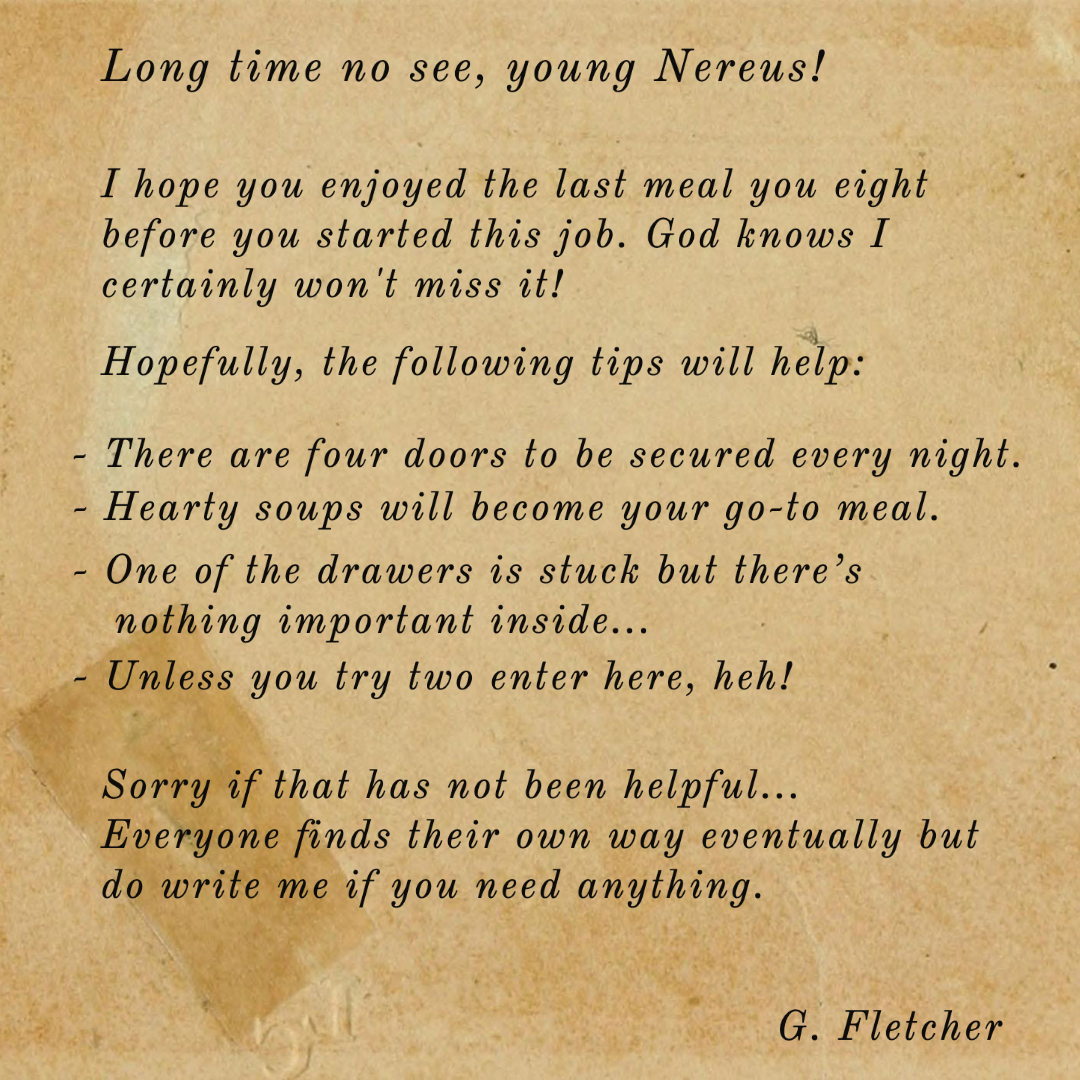 Long time no see, young Nereus!
I hope you enjoyed the last meal you eight
before you started this job. God knows I
certainly won't miss it!
Hopefully, the following tips will help:
- There are four doors to be secured every night.
- Hearty soups will become your go-to meal.
- One of the drawers is stuck but there’s
nothing important inside...
- Unless you try two enter here, heh!
Sorry if that has not been helpful...
Everyone finds their own way eventually but
do write me if you need anything.
G. Fletcher